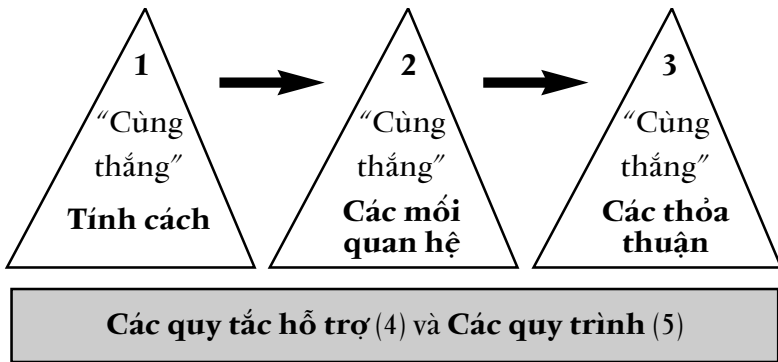 1
“Cùng
thắng”
Tính cách
2
“Cùng
thắng”
Các mối
quan hệ
3
“Cùng
thắng”
Các thỏa
thuận
Các quy tắc hỗ trợ (4) và Các quy trình (5)